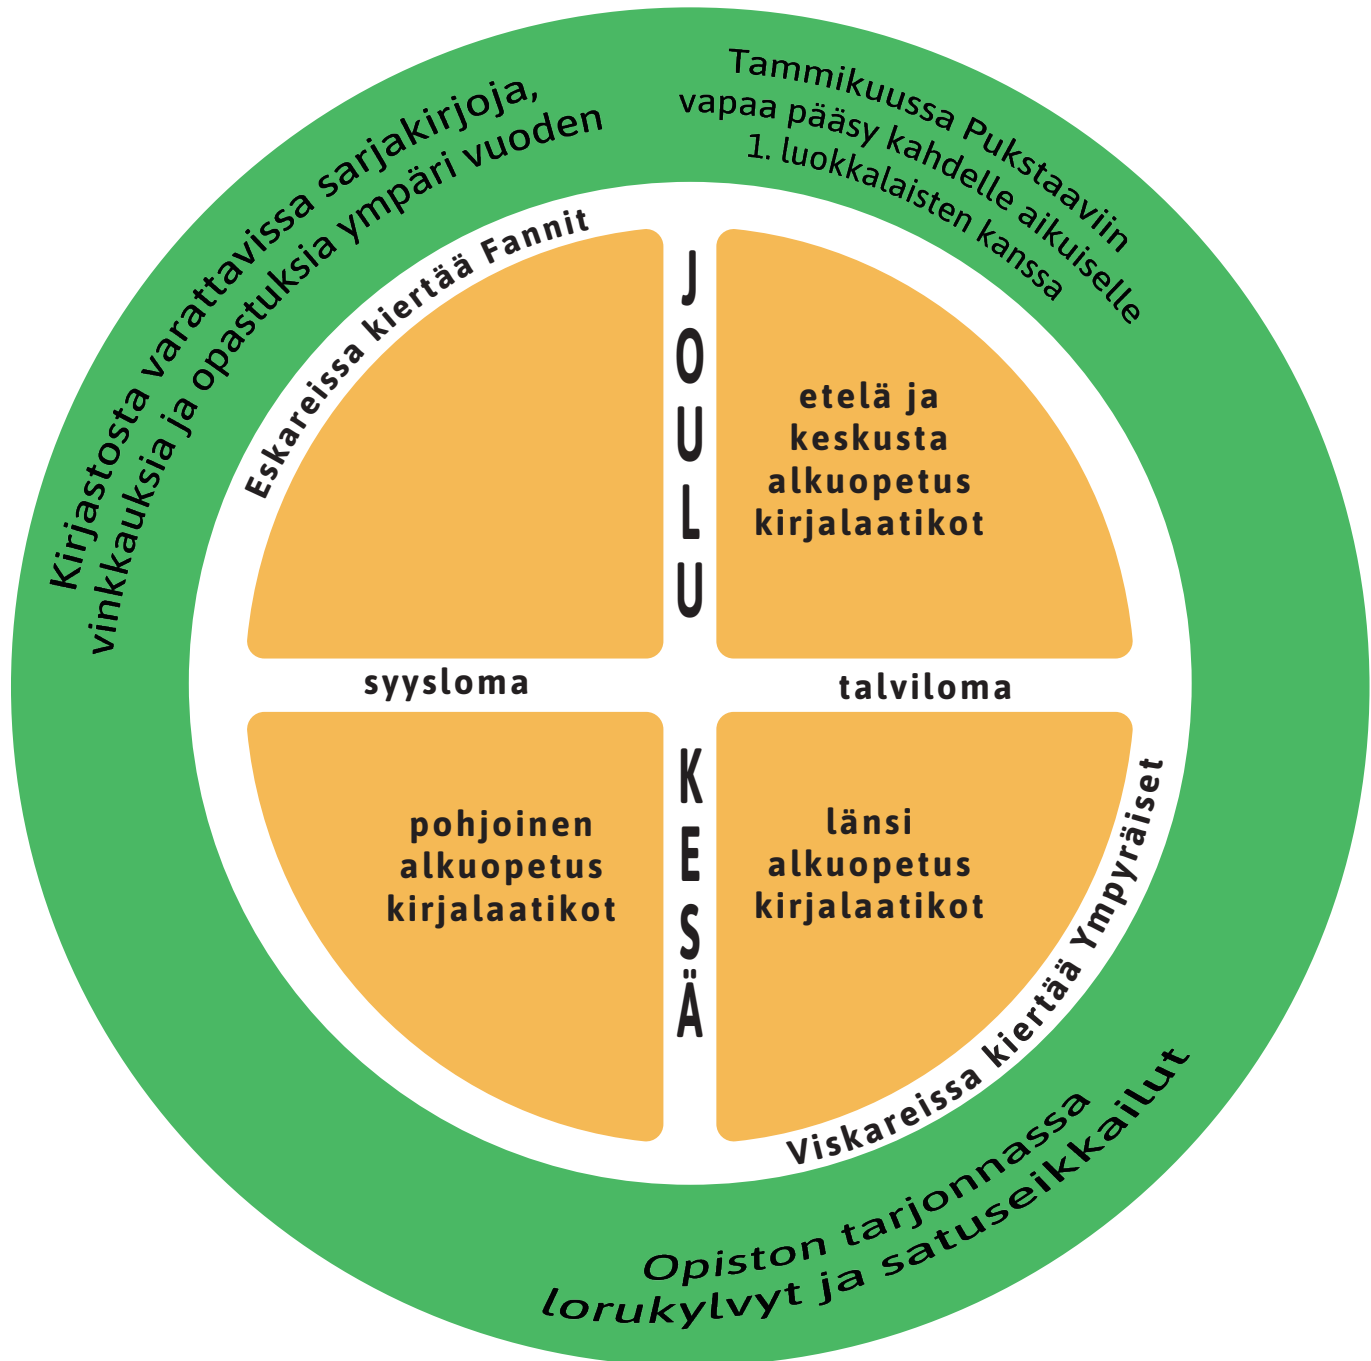 Kirjastosta varattavissa sarjakirjoja,
vinkkauksia ja opastuksia ympäri vuoden
Tammikuussa Pukstaaviin
vapaa pääsy kahdelle aikuiselle
1. luokkalaisten kanssa
Eskareissa kiertää Fannit
JOULU
etelä ja
keskusta
alkuopetus
kirjalaatikot
syysloma
talviloma
pohjoinen
alkuopetus
kirjalaatikot
KESÄ
länsi
alkuopetus
kirjalaatikot
Viskareissa kiertää Ympyräiset
Opiston tarjonnassa
lorukylvyt ja satuseikkailut